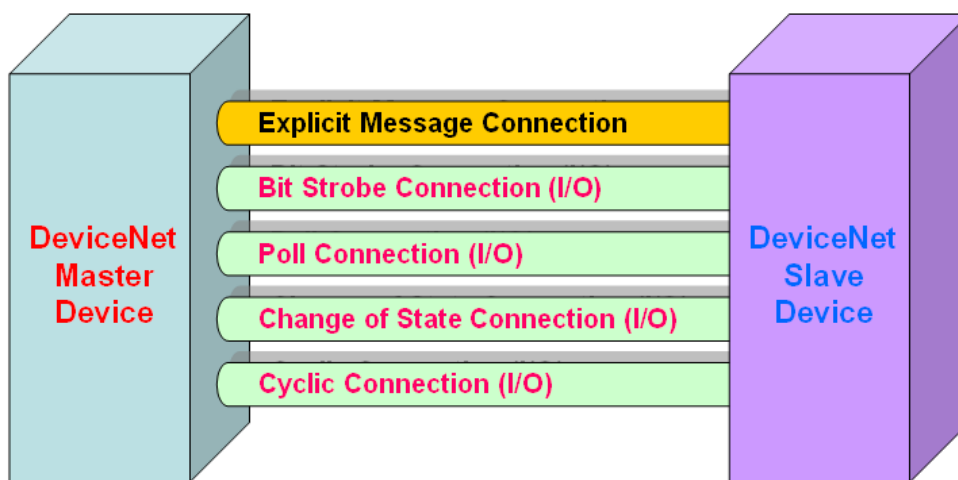 Explicit Message Connection
Bit Strobe Connection (I/O)
DeviceNet
Master
Device
Poll Connection (I/O)
DeviceNet
Slave
Device
Change of State Connection (I/O)
Cyclic Connection (I/O)